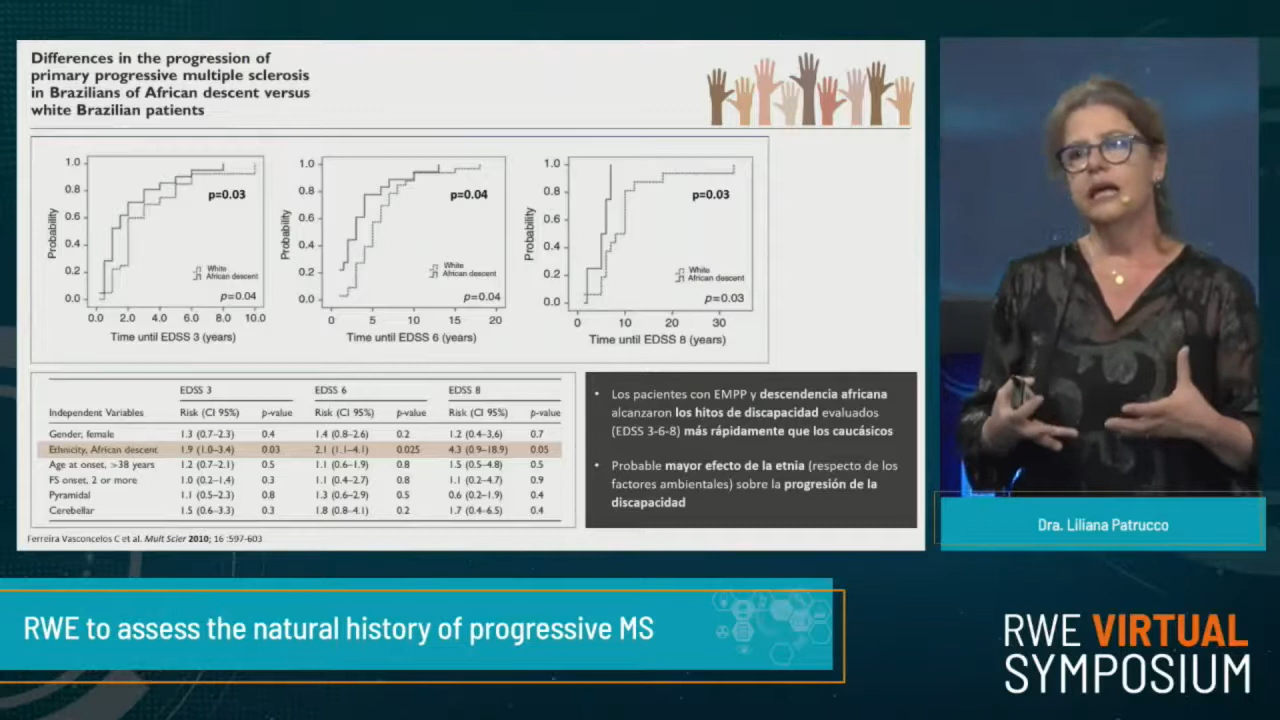 Differences in the progression of
primary progressive multiple sclerosis
in Brazilians of African descent versus
white Brazilian patients
1.0
0.8
0.6
0.4
0.2
0.0
Probability
p=0.03
White
African descent
p=0.04
0.0 2.0 4.0 6.0 8.0 10.0
Time until EDSS 3 (years)
1.0
0.8
0.6
0.4
0.2
0.0
Probability
p=0.04
White
African descent
p=0.04
0 5 10 15 20
Time until EDSS 6 (years)
1.0
0.8
0.6
0.4
0.2
0.0
Probability
p=0.03
White
African descent
p=0.03
0 10 20 30
Time until EDSS 8 (years)
EDSS 3 EDSS 6 EDSS 8
Independent Variables Risk (CI 95%) p-value Risk (CI 95%) p-value Risk (CI 95%) p-value
Gender, female 1.3 (0.7–2.3) 0.4 1.4 (0.8–2.6) 0.2 1.2 (0.4–3,6) 0.7
Ethnicity, African descent 1.9 (1.0–3.4) 0.03 2.1 (1.1–4.1) 0.025 4.3 (0.9–18.9) 0.05
Age at onset, >38 years 1.2 (0.7–2.1) 0.5 1.1 (0.6–1.9) 0.8 1.5 (0.5–4.8) 0.5
FS onset, 2 or more 1.0 (0.2–1.4) 0.3 1.1 (0.4–2.7) 0.6 1.1 (0.2–4.7) 0.9
Pyramidal 1.1 (0.5–2.3) 0.8 1.3 (0.6–2.9) 0.5 0.6 (0.2–1.9) 0.4
Cerebellar 1.5 (0.6–3.3) 0.3 1.8 (0.8–4.1) 0.2 1.7 (0.4–6.5) 0.4
• Los pacientes con EMPP y descendencia africana
alcanzaron los hitos de discapacidad evaluados
(EDSS 3-6-8) más rápidamente que los caucásicos
• Probable mayor efecto de la etnia (respecto de los
factores ambientales) sobre la progresión de la
discapacidad
Ferreira Vasconcelos C et al. Mult Scler 2010; 16 :597-603
Dra. Liliana Patrucco
RWE to assess the natural history of progressive MS
RWE VIRTUAL
SYMPOSIUM